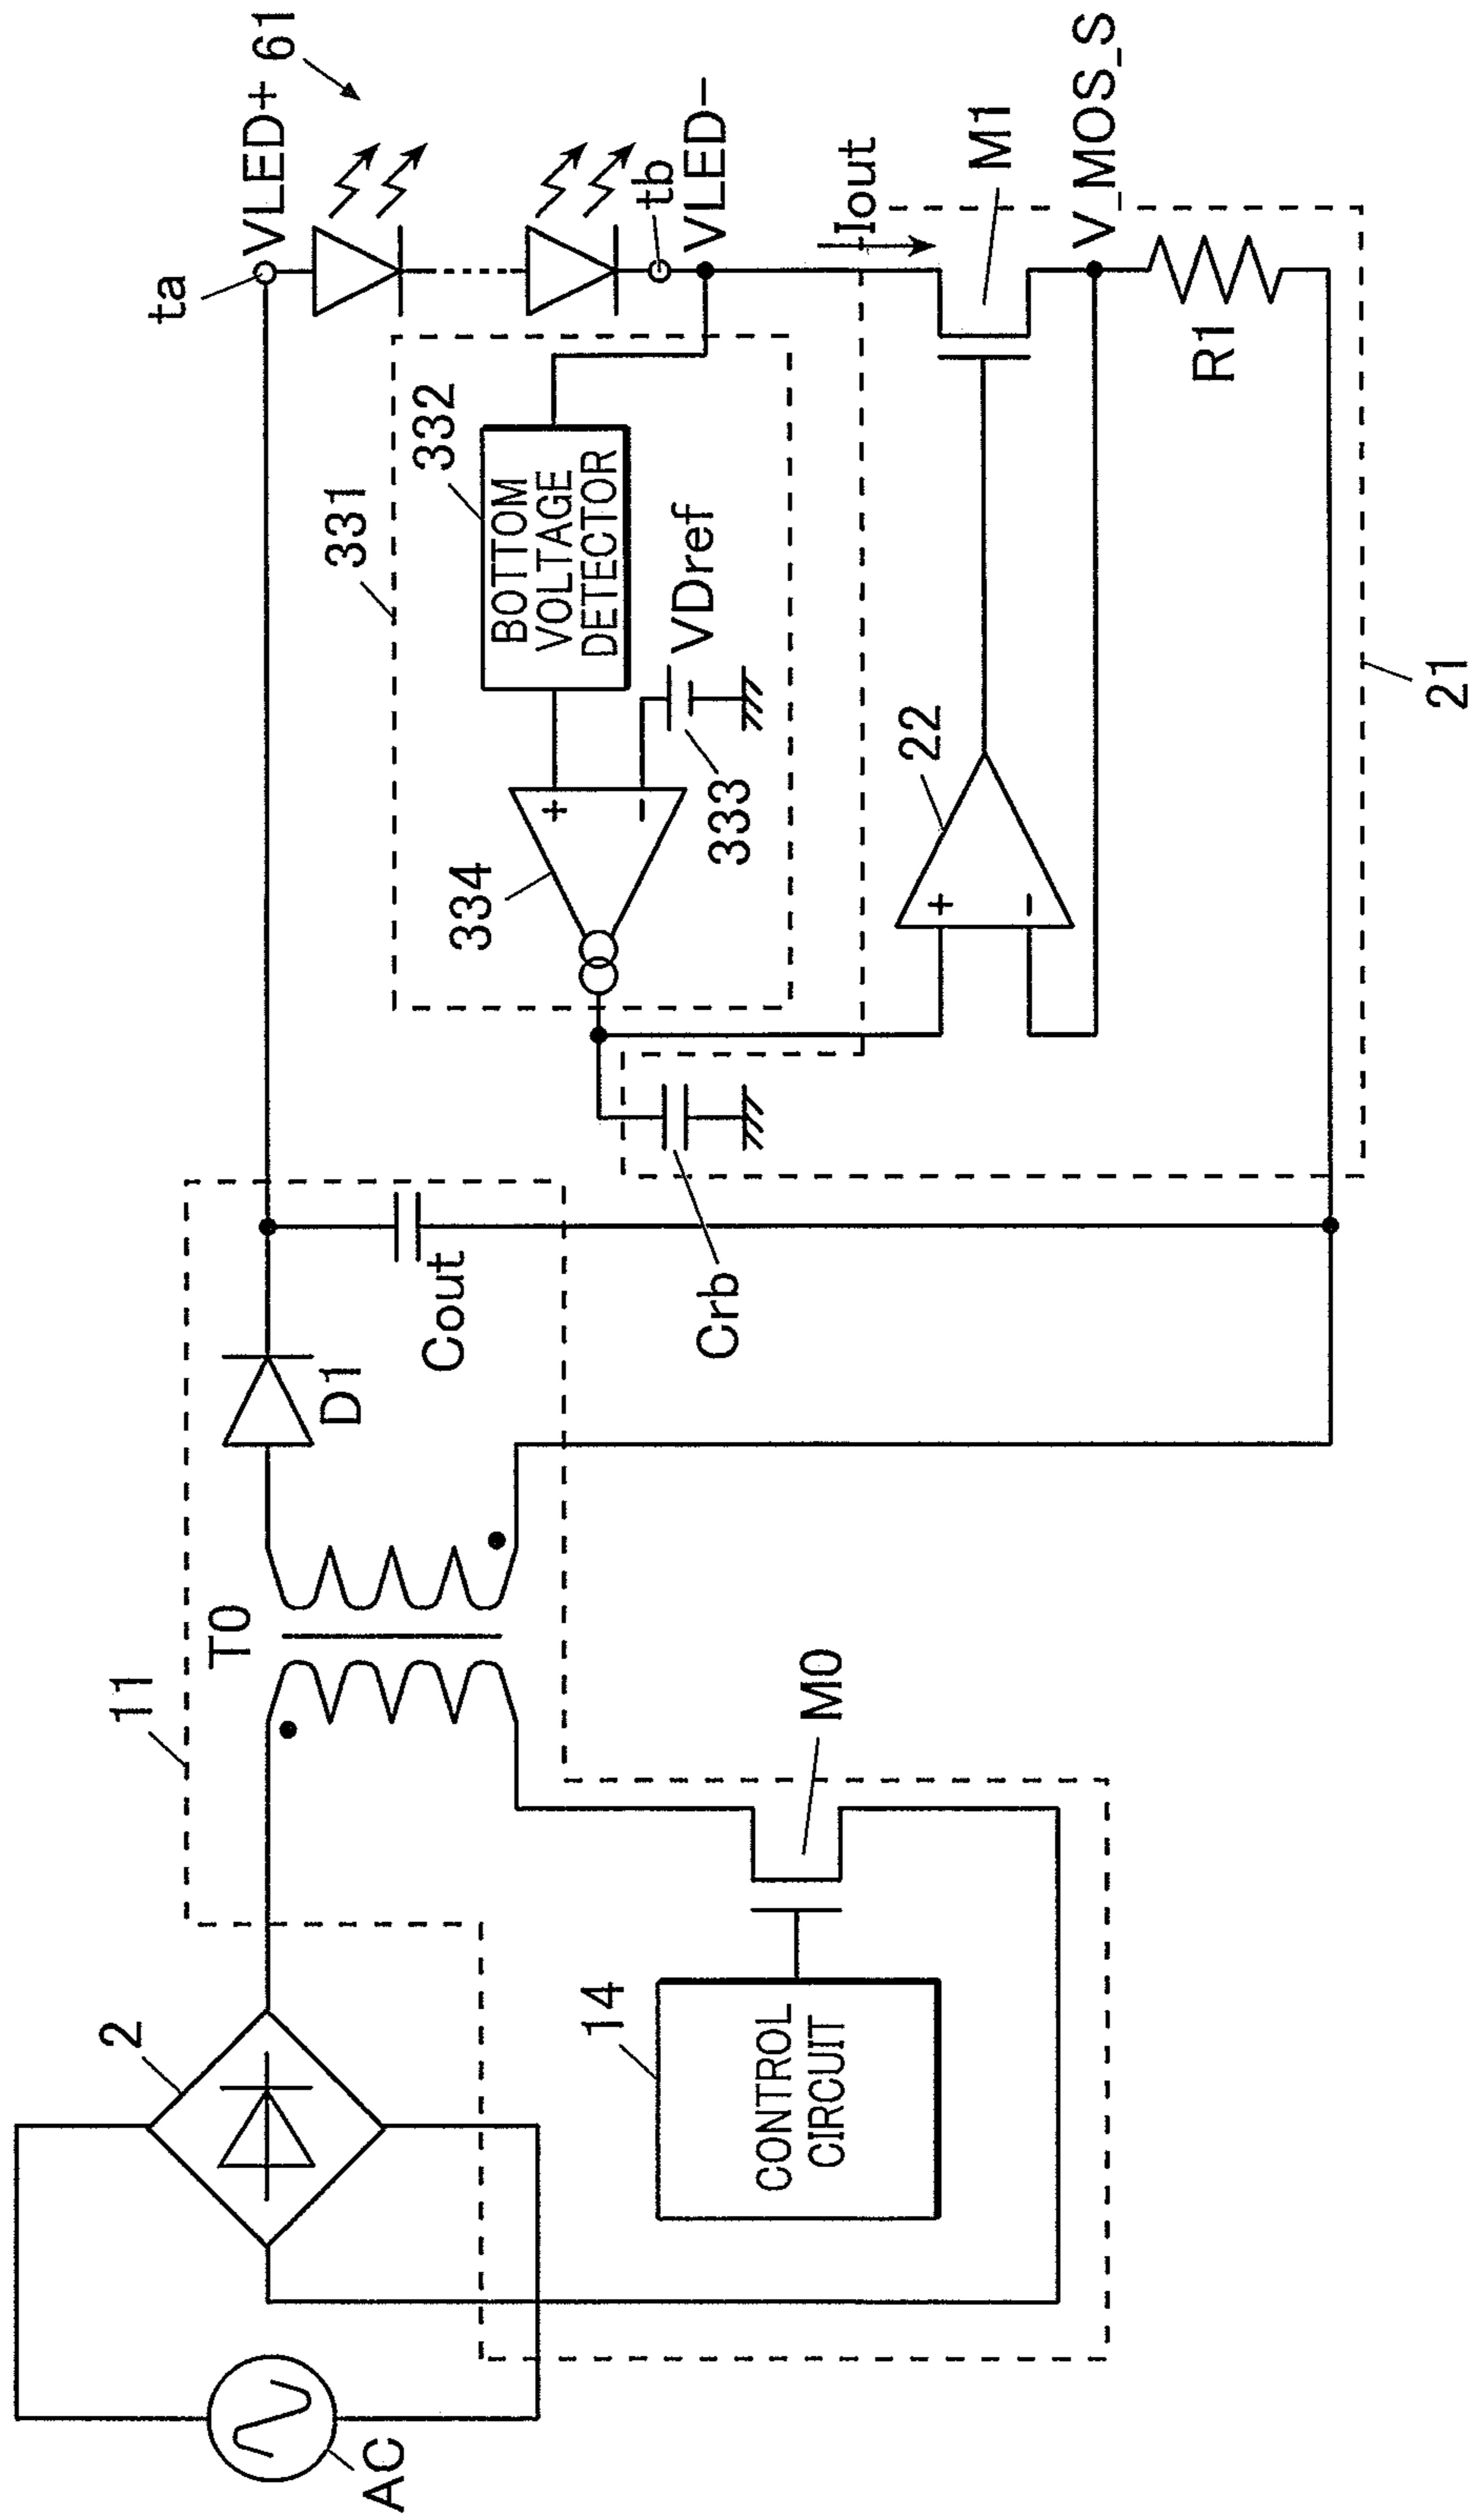 AC
2
11
T0
D1
Cout
14
CONTROL
CIRCUIT
M0
Crb
331
332
BOTTOM
VOLTAGE
DETECTOR
334
+
−
333
VDref
ta
VLED+
61
tb
VLED−
Iout
22
+
−
M1
V_MOS_S
R1
21